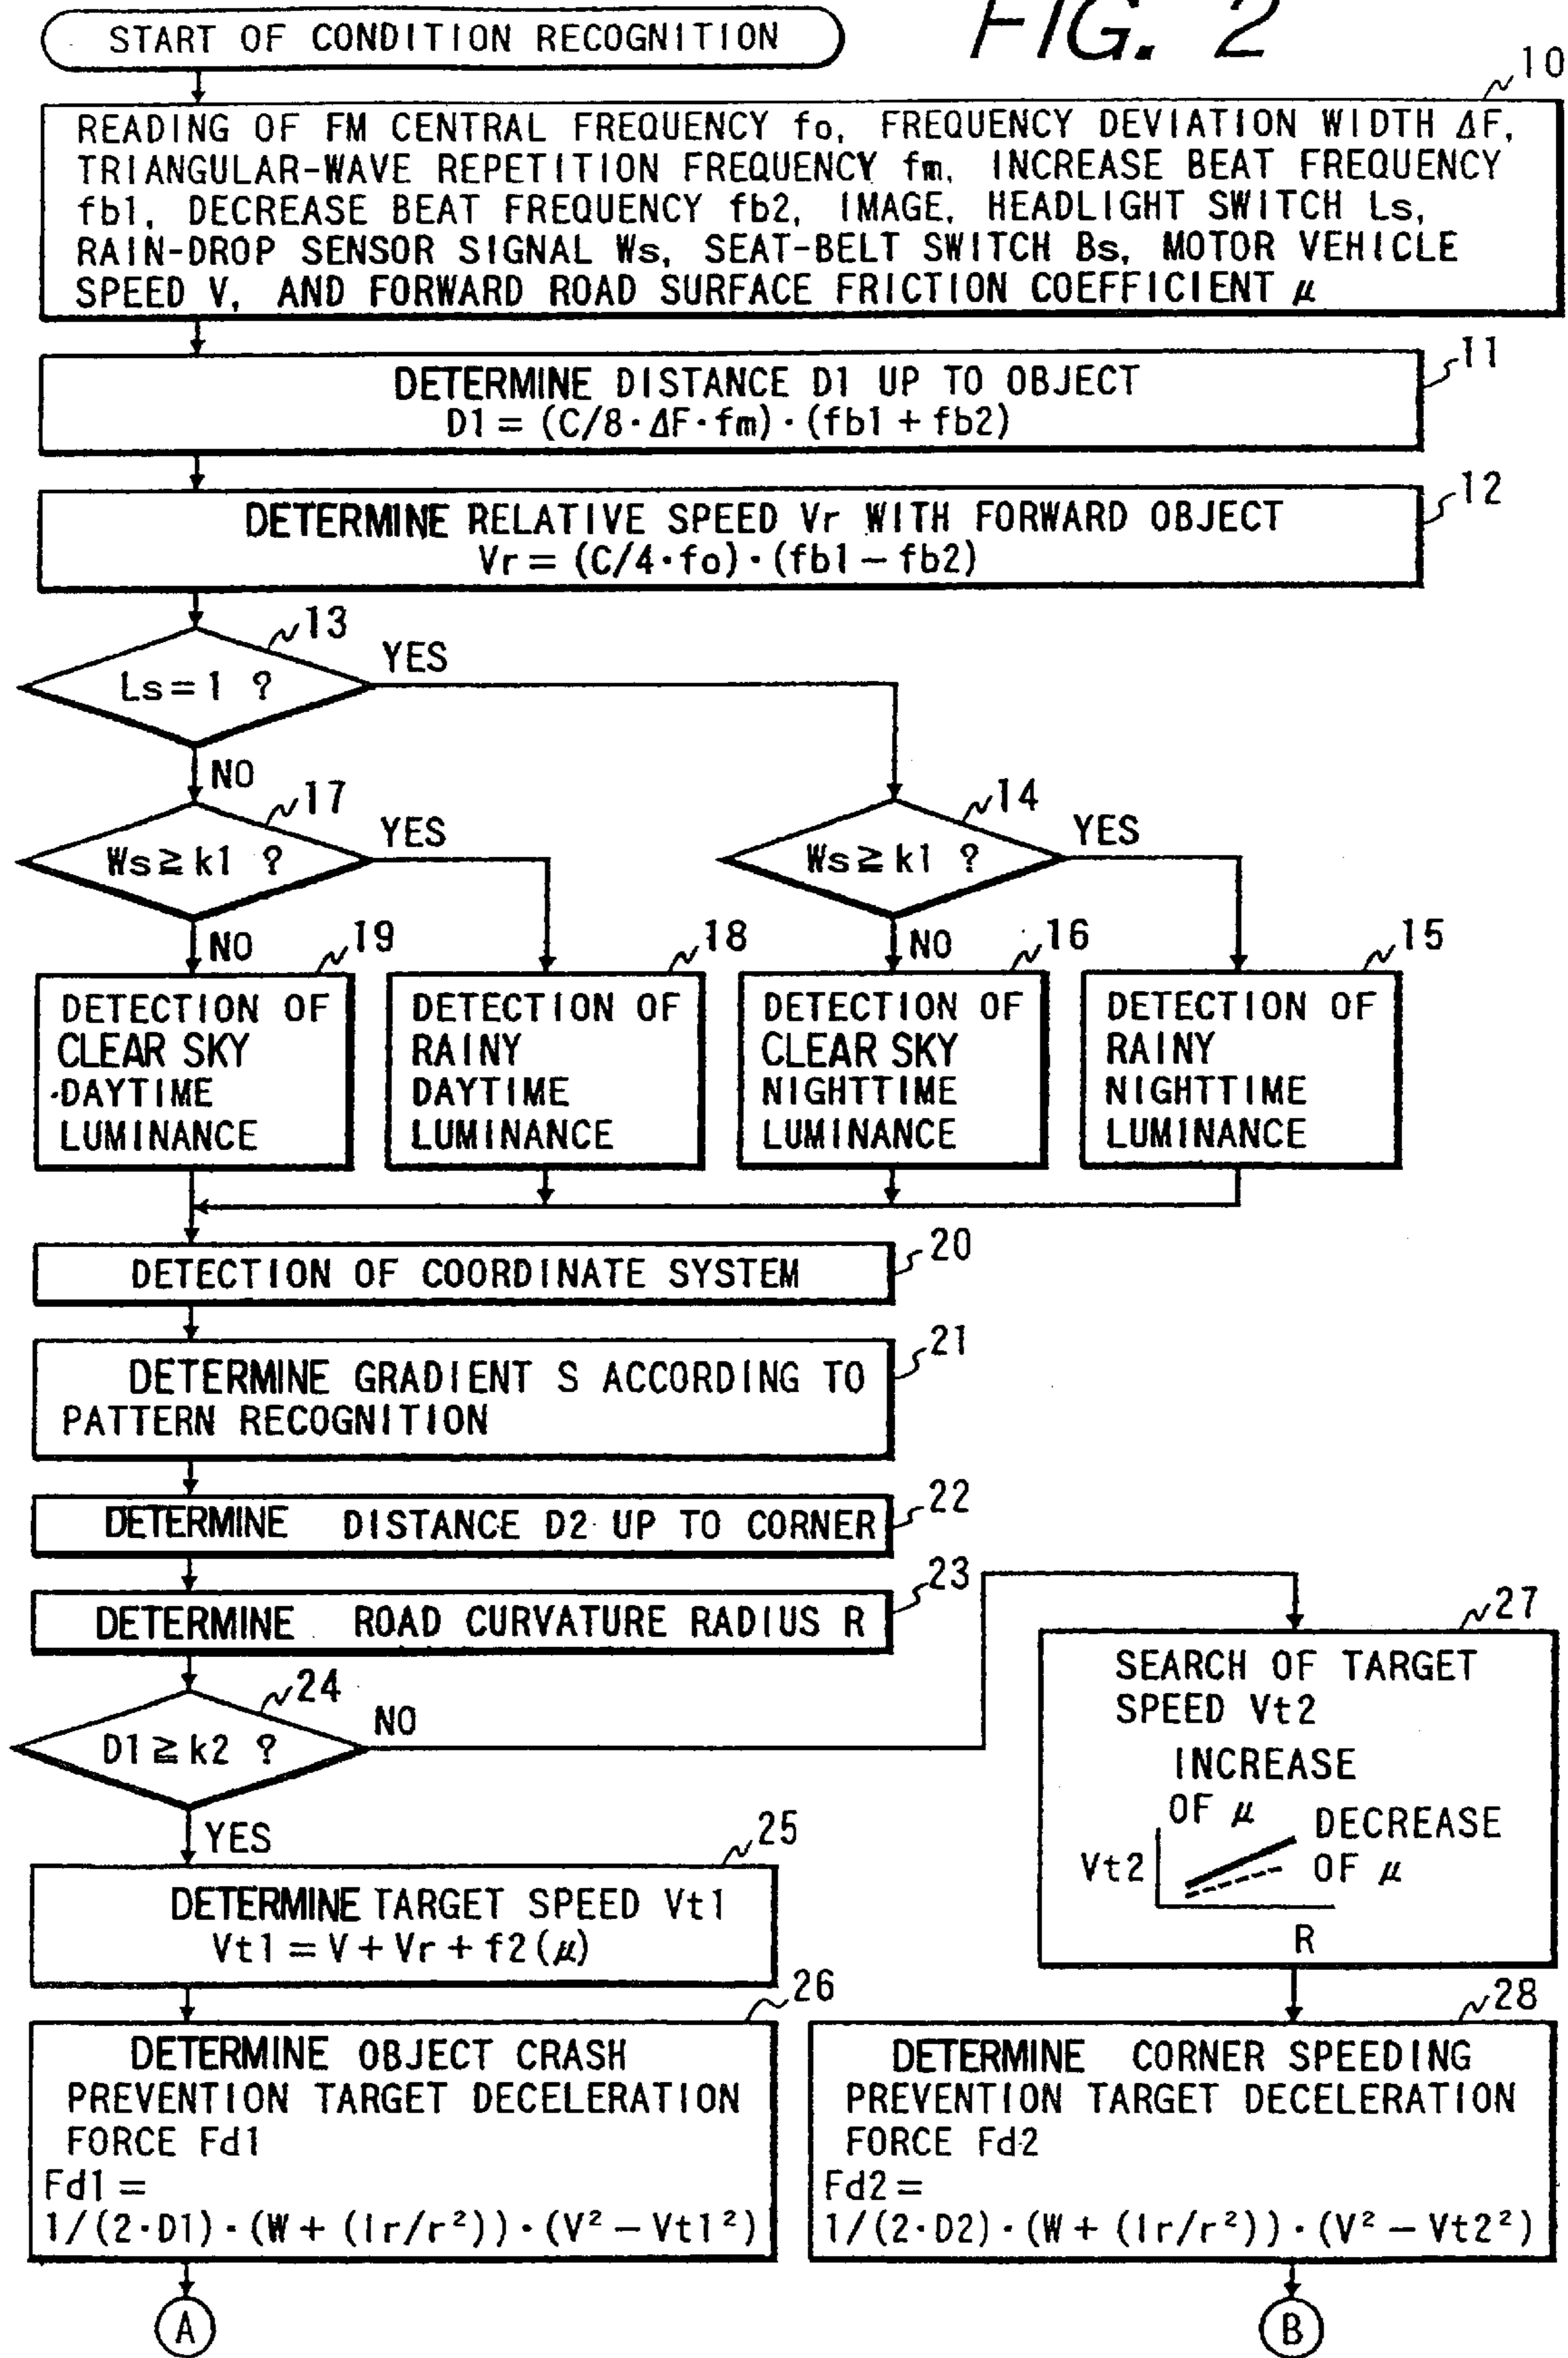 FIG. 2
START OF CONDITION RECOGNITION
10
READING OF FM CENTRAL FREQUENCY fo, FREQUENCY DEVIATION WIDTH ΔF,
TRIANGULAR-WAVE REPETITION FREQUENCY fm, INCREASE BEAT FREQUENCY
fb1, DECREASE BEAT FREQUENCY fb2, IMAGE, HEADLIGHT SWITCH Ls,
RAIN-DROP SENSOR SIGNAL Ws, SEAT-BELT SWITCH Bs, MOTOR VEHICLE
SPEED V, AND FORWARD ROAD SURFACE FRICTION COEFFICIENT μ
11
DETERMINE DISTANCE D1 UP TO OBJECT
D1 = (C/8·ΔF·fm)·(fb1 + fb2)
12
DETERMINE RELATIVE SPEED Vr WITH FORWARD OBJECT
Vr = (C/4·fo)·(fb1 − fb2)
13
Ls = 1 ?
YES
NO
17
Ws ≧ k1 ?
YES
NO
14
Ws ≧ k1 ?
YES
NO
19
DETECTION OF
CLEAR SKY
DAYTIME
LUMINANCE
18
DETECTION OF
RAINY
DAYTIME
LUMINANCE
16
DETECTION OF
CLEAR SKY
NIGHTTIME
LUMINANCE
15
DETECTION OF
RAINY
NIGHTTIME
LUMINANCE
20
DETECTION OF COORDINATE SYSTEM
21
DETERMINE GRADIENT S ACCORDING TO
PATTERN RECOGNITION
22
DETERMINE DISTANCE D2 UP TO CORNER
23
DETERMINE ROAD CURVATURE RADIUS R
24
D1 ≧ k2 ?
NO
YES
25
DETERMINE TARGET SPEED Vt1
Vt1 = V + Vr + f2(μ)
26
DETERMINE OBJECT CRASH
PREVENTION TARGET DECELERATION
FORCE Fd1
Fd1 =
1/(2·D1)·(W + (Ir/r²))·(V² − Vt1²)
A
27
SEARCH OF TARGET
SPEED Vt2
INCREASE
OF μ
DECREASE
OF μ
Vt2
R
28
DETERMINE CORNER SPEEDING
PREVENTION TARGET DECELERATION
FORCE Fd2
Fd2 =
1/(2·D2)·(W + (Ir/r²))·(V² − Vt2²)
B